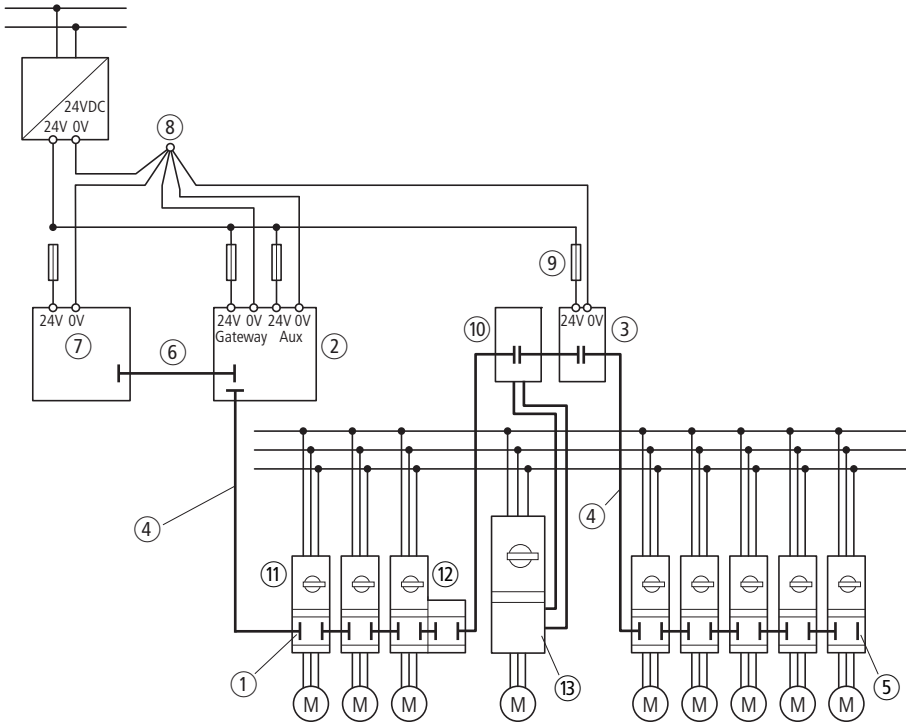 24VDC
24V 0V
⑧
⑨
24V 0V
⑦
⑥
24V 0V 24V 0V
Gateway Aux
②
⑩
24V 0V
③
④
④
⑪
⑫
①
⑬
⑤
M
M
M
M
M
M
M
M
M